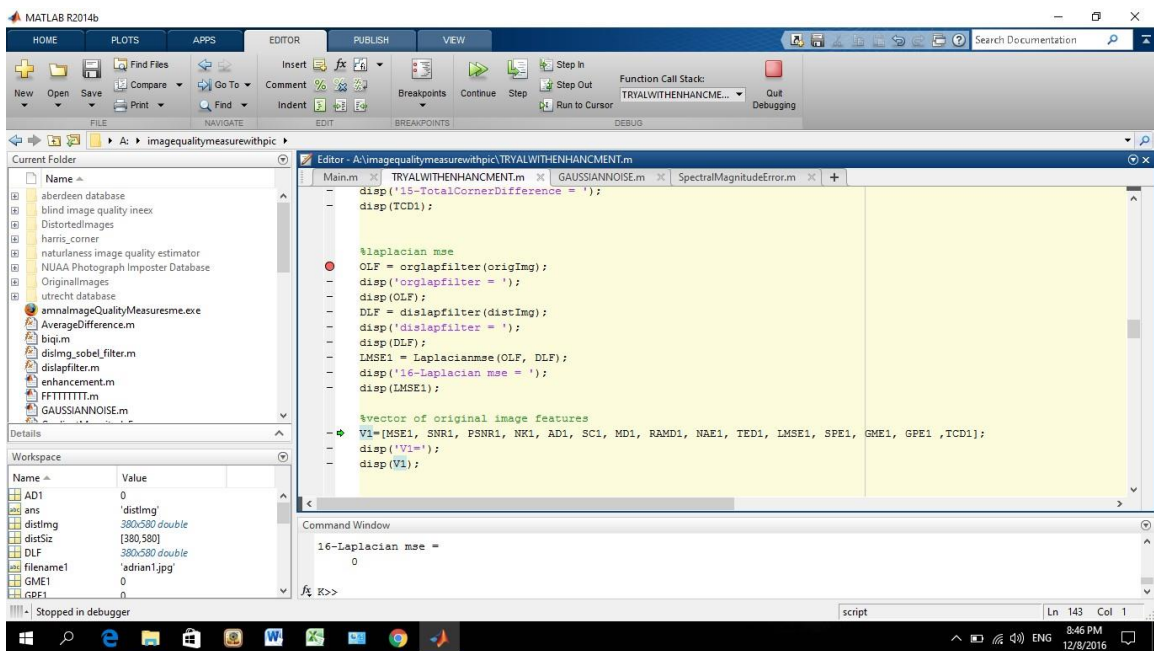 MATLAB R2014b
HOME PLOTS APPS EDITOR PUBLISH VIEW Search Documentation
New Open Save Find Files Compare Print Go To Find Insert Comment Indent fx Breakpoints Continue Step Step In Step Out Run to Cursor Function Call Stack: TRYALWITHENHANCME... Quit Debugging
FILE NAVIGATE EDIT BREAKPOINTS DEBUG
A: imagequalitymeasurewithpic
Current Folder
Name
aberdeen database
blind image quality ineex
DistortedImages
harris_corner
naturlaness image quality estimator
NUAA Photograph Imposter Database
OriginalImages
utrecht database
amnaImageQualityMeasuresme.exe
AverageDifference.m
biqi.m
disImg_sobel_filter.m
dislapfilter.m
enhancement.m
FFTTTTTT.m
GAUSSIANNOISE.m
Details
Workspace
Name Value
AD1 0
ans 'distImg'
distImg 380x580 double
distSiz [380,580]
DLF 380x580 double
filename1 'adrian1.jpg'
GME1 0
GPE1 0
Editor - A:\imagequalitymeasurewithpic\TRYALWITHENHANCMENT.m
Main.m TRYALWITHENHANCMENT.m GAUSSIANNOISE.m SpectralMagnitudeError.m
disp('15-TotalCornerDifference = ');
disp(TCD1);
%laplacian mse
OLF = orglapfilter(origImg);
disp('orglapfilter = ');
disp(OLF);
DLF = dislapfilter(distImg);
disp('dislapfilter = ');
disp(DLF);
LMSE1 = Laplacianmse(OLF, DLF);
disp('16-Laplacian mse = ');
disp(LMSE1);
%vector of original image features
V1=[MSE1, SNR1, PSNR1, NK1, AD1, SC1, MD1, RAMD1, NAE1, TED1, LMSE1, SPE1, GME1, GPE1 ,TCD1];
disp('V1=');
disp(V1);
Command Window
16-Laplacian mse =
0
fx K>>
Stopped in debugger script Ln 143 Col 1
ENG 8:46 PM
12/8/2016